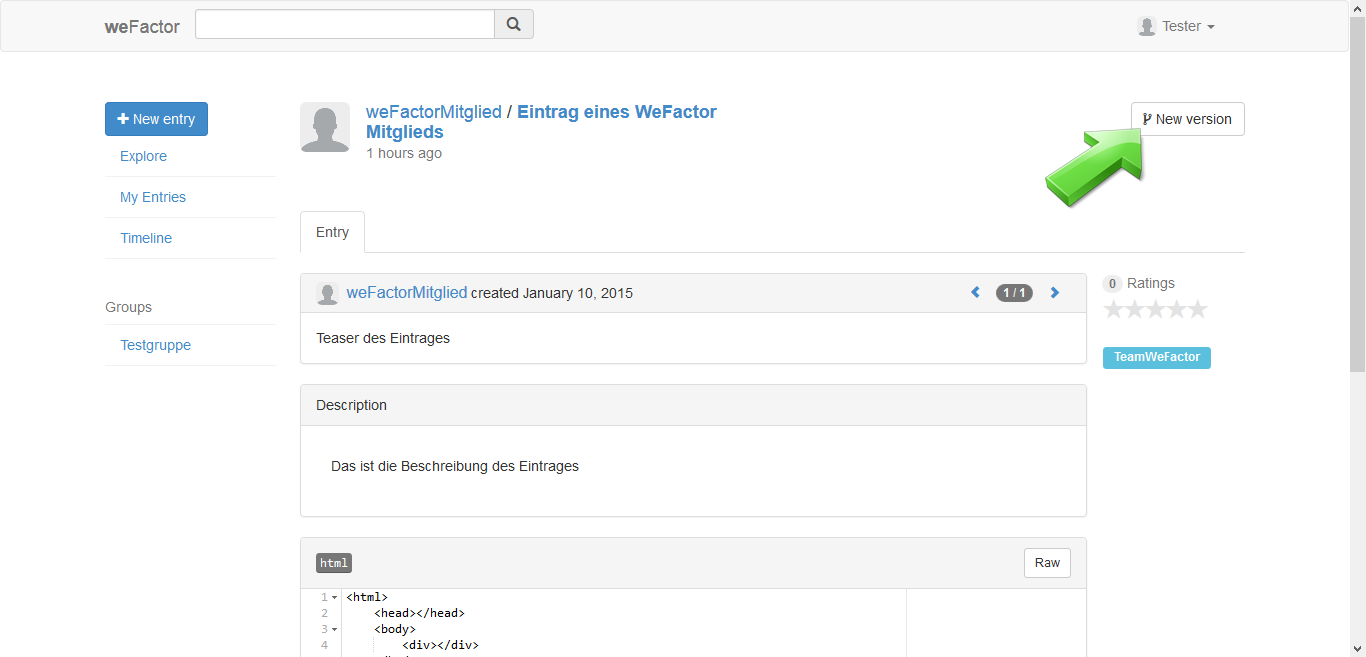 weFactor
Tester
New entry
Explore
My Entries
Timeline
Groups
Testgruppe
weFactorMitglied / Eintrag eines WeFactor
Mitglieds
1 hours ago
New version
Entry
weFactorMitglied created January 10, 2015
1 / 1
Teaser des Eintrages
0 Ratings
TeamWeFactor
Description
Das ist die Beschreibung des Eintrages
html
Raw
1 <html>
2 <head></head>
3 <body>
4 <div></div>